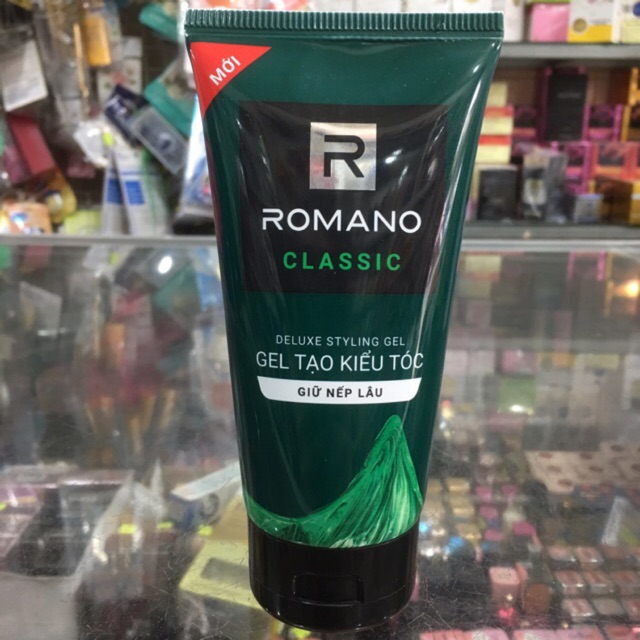 MỚI
R
ROMANO
CLASSIC
DELUXE STYLING GEL
GEL TẠO KIỂU TÓC
GIỮ NẾP LÂU